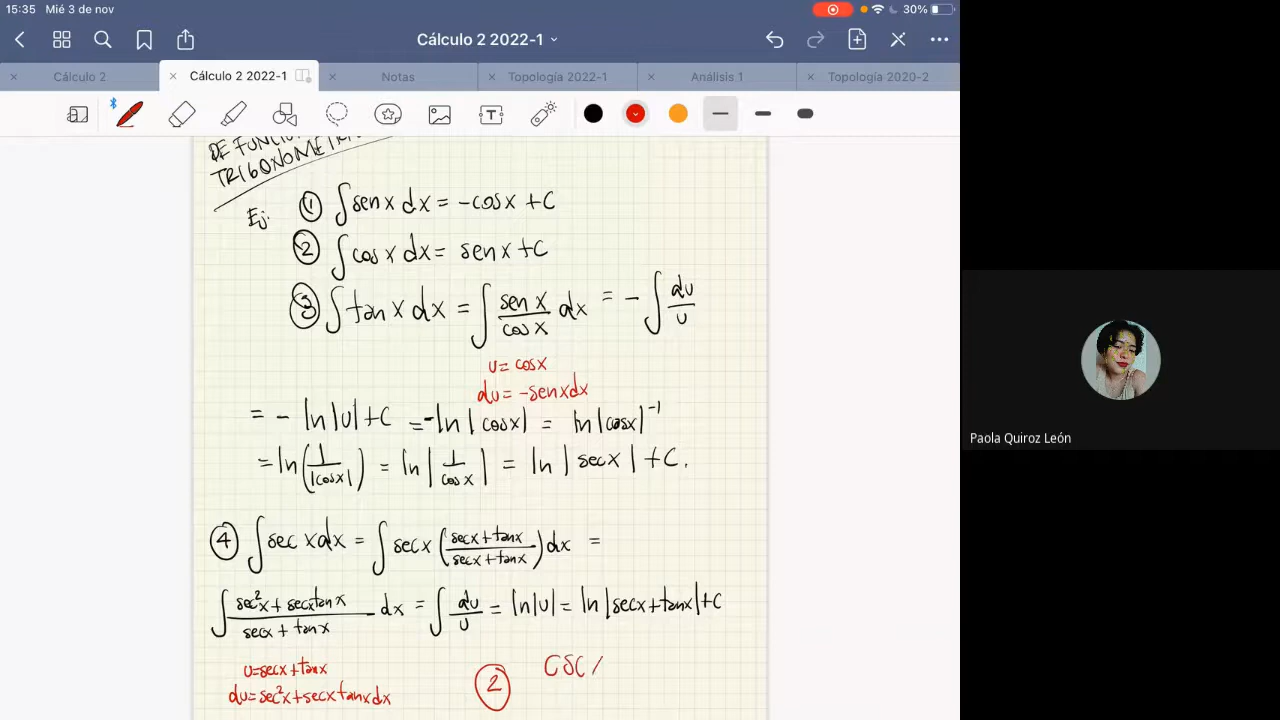 15:35 Mié 3 de nov
30%
Cálculo 2 2022-1
Cálculo 2
Cálculo 2 2022-1
Notas
Topología 2022-1
Análisis 1
Topología 2020-2
TRIGONOMETRI
Ej:
① ∫ sen x dx = -cos x + C
② ∫ cos x dx = sen x + C
③ ∫ tan x dx = ∫ sen x / cos x dx = - ∫ du / u
u = cos x
du = -sen x dx
= - ln |u| + C = -ln | cos x | = ln |cos x|⁻¹
= ln ( 1 / |cos x| ) = ln | 1 / cos x | = ln | sec x | + C.
④ ∫ sec x dx = ∫ sec x ( sec x + tan x / sec x + tan x ) dx =
∫ sec²x + sec x tan x / sec x + tan x dx = ∫ du / u = ln |u| = ln |sec x + tan x| + C
u = sec x + tan x
du = sec²x + sec x tan x dx
② csc
Paola Quiroz León